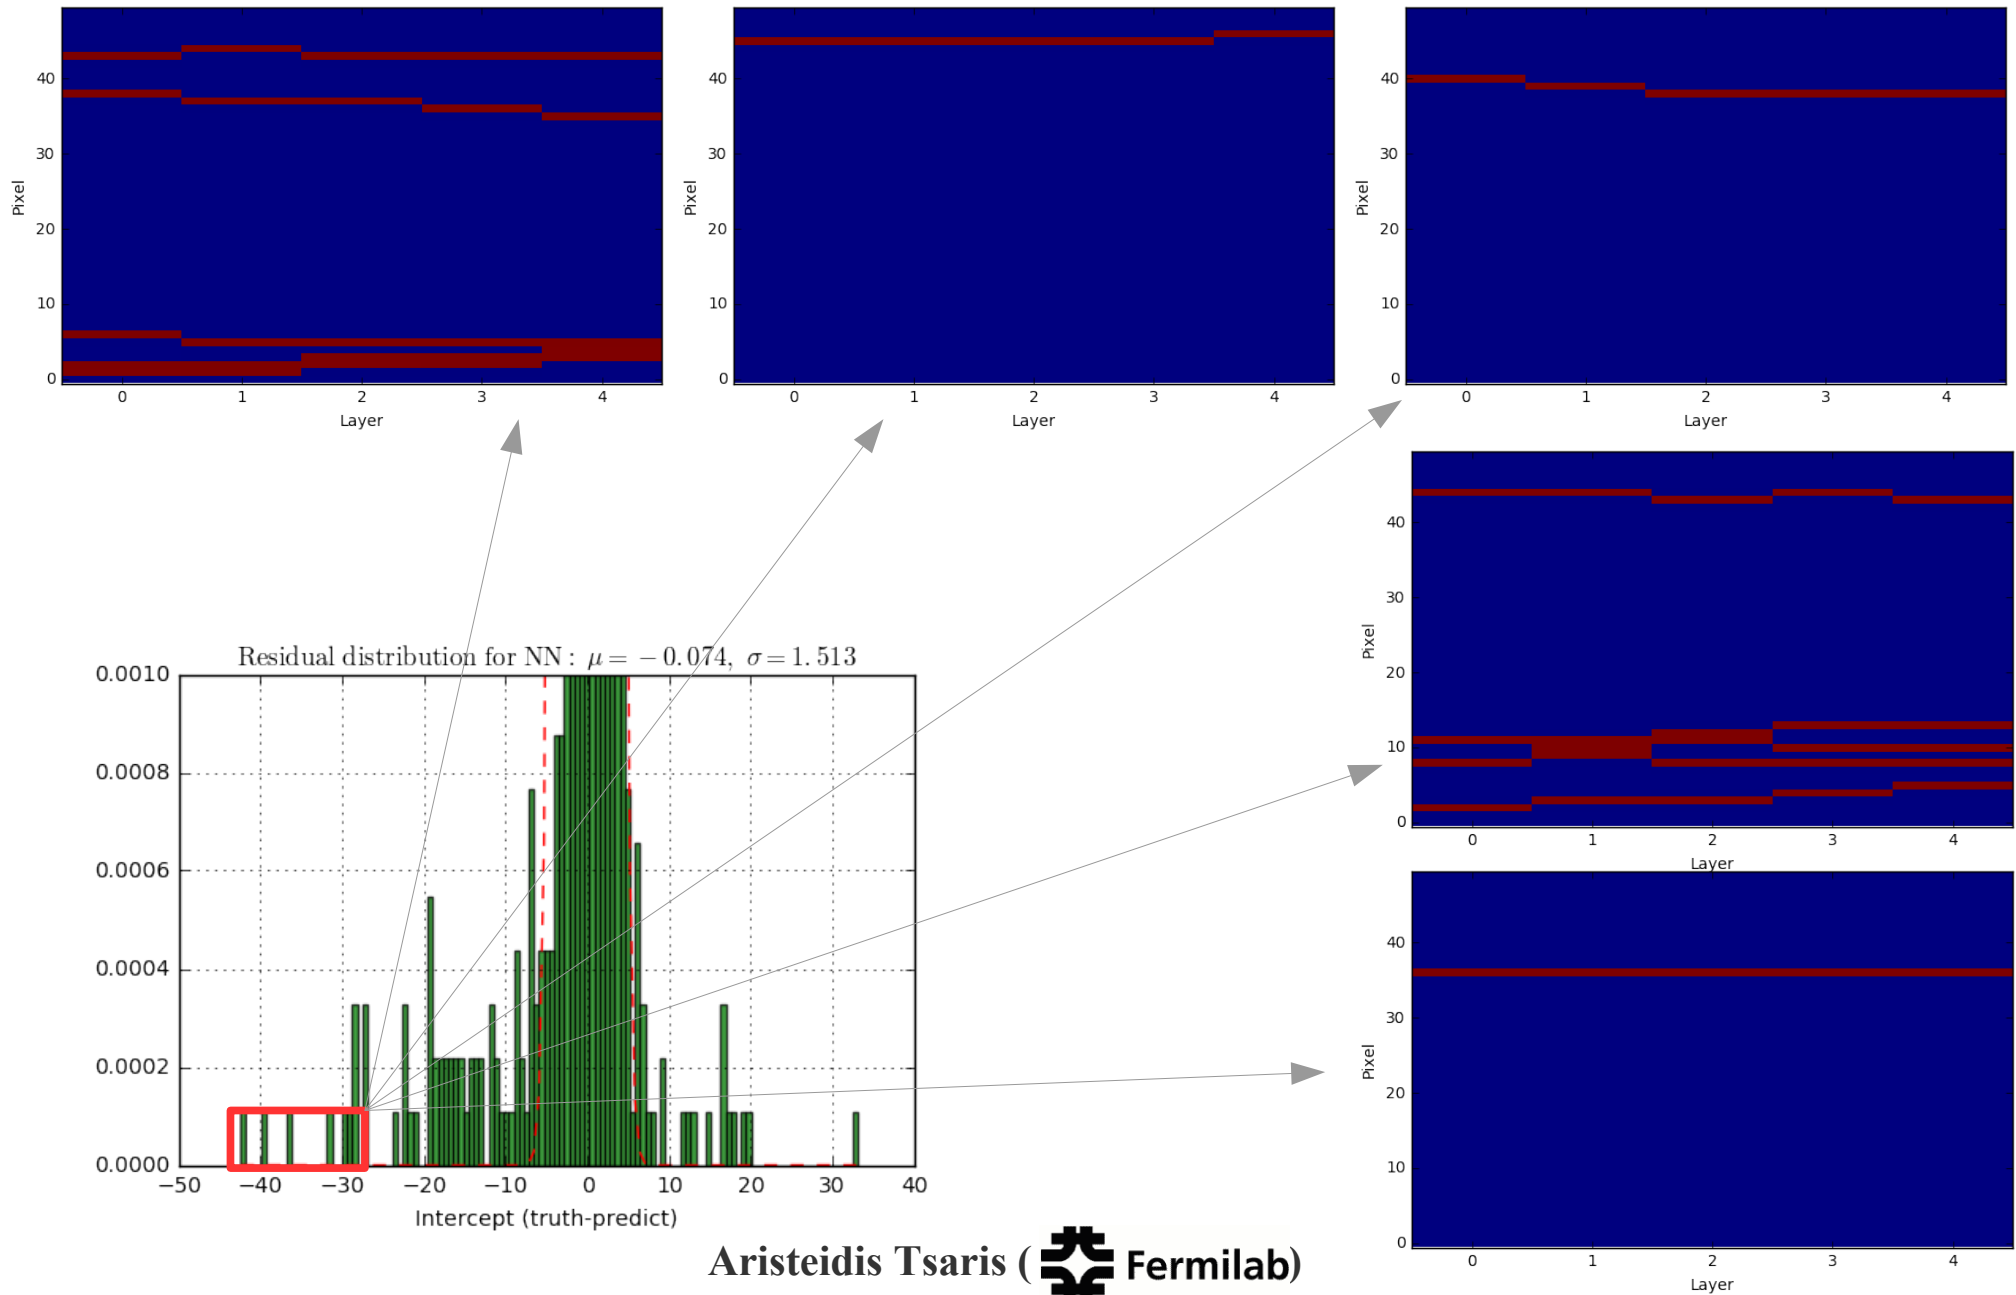 40
30
20
10
0
Pixel
0 1 2 3 4
Layer
40
30
20
10
0
Pixel
0 1 2 3 4
Layer
40
30
20
10
0
Pixel
0 1 2 3 4
Layer
40
30
20
10
0
Pixel
0 1 2 3 4
Layer
Residual distribution for NN : μ = −0.074, σ = 1.513
0.0010
0.0008
0.0006
0.0004
0.0002
0.0000
−50 −40 −30 −20 −10 0 10 20 30 40
Intercept (truth-predict)
40
30
20
10
0
Pixel
0 1 2 3 4
Layer
Aristeidis Tsaris ( Fermilab)